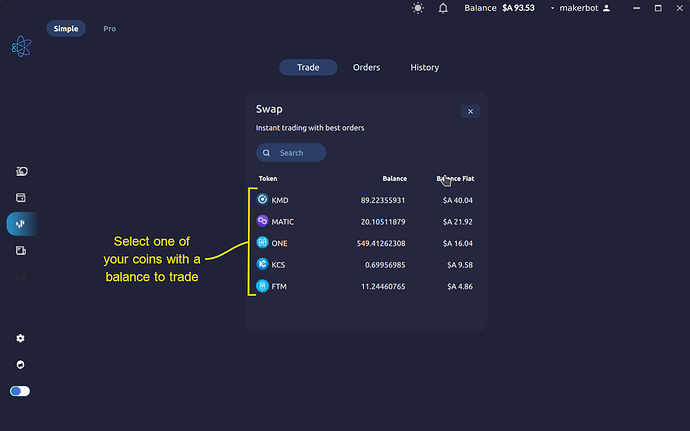 Balance $A 93.53 makerbot
Simple Pro
Trade Orders History
Swap
Instant trading with best orders
Search
Token Balance Balance Fiat
KMD 89.22355931 $A 40.04
MATIC 20.10511879 $A 21.92
ONE 549.41262308 $A 16.04
KCS 0.69956985 $A 9.58
FTM 11.24460765 $A 4.86
Select one of
your coins with a
balance to trade